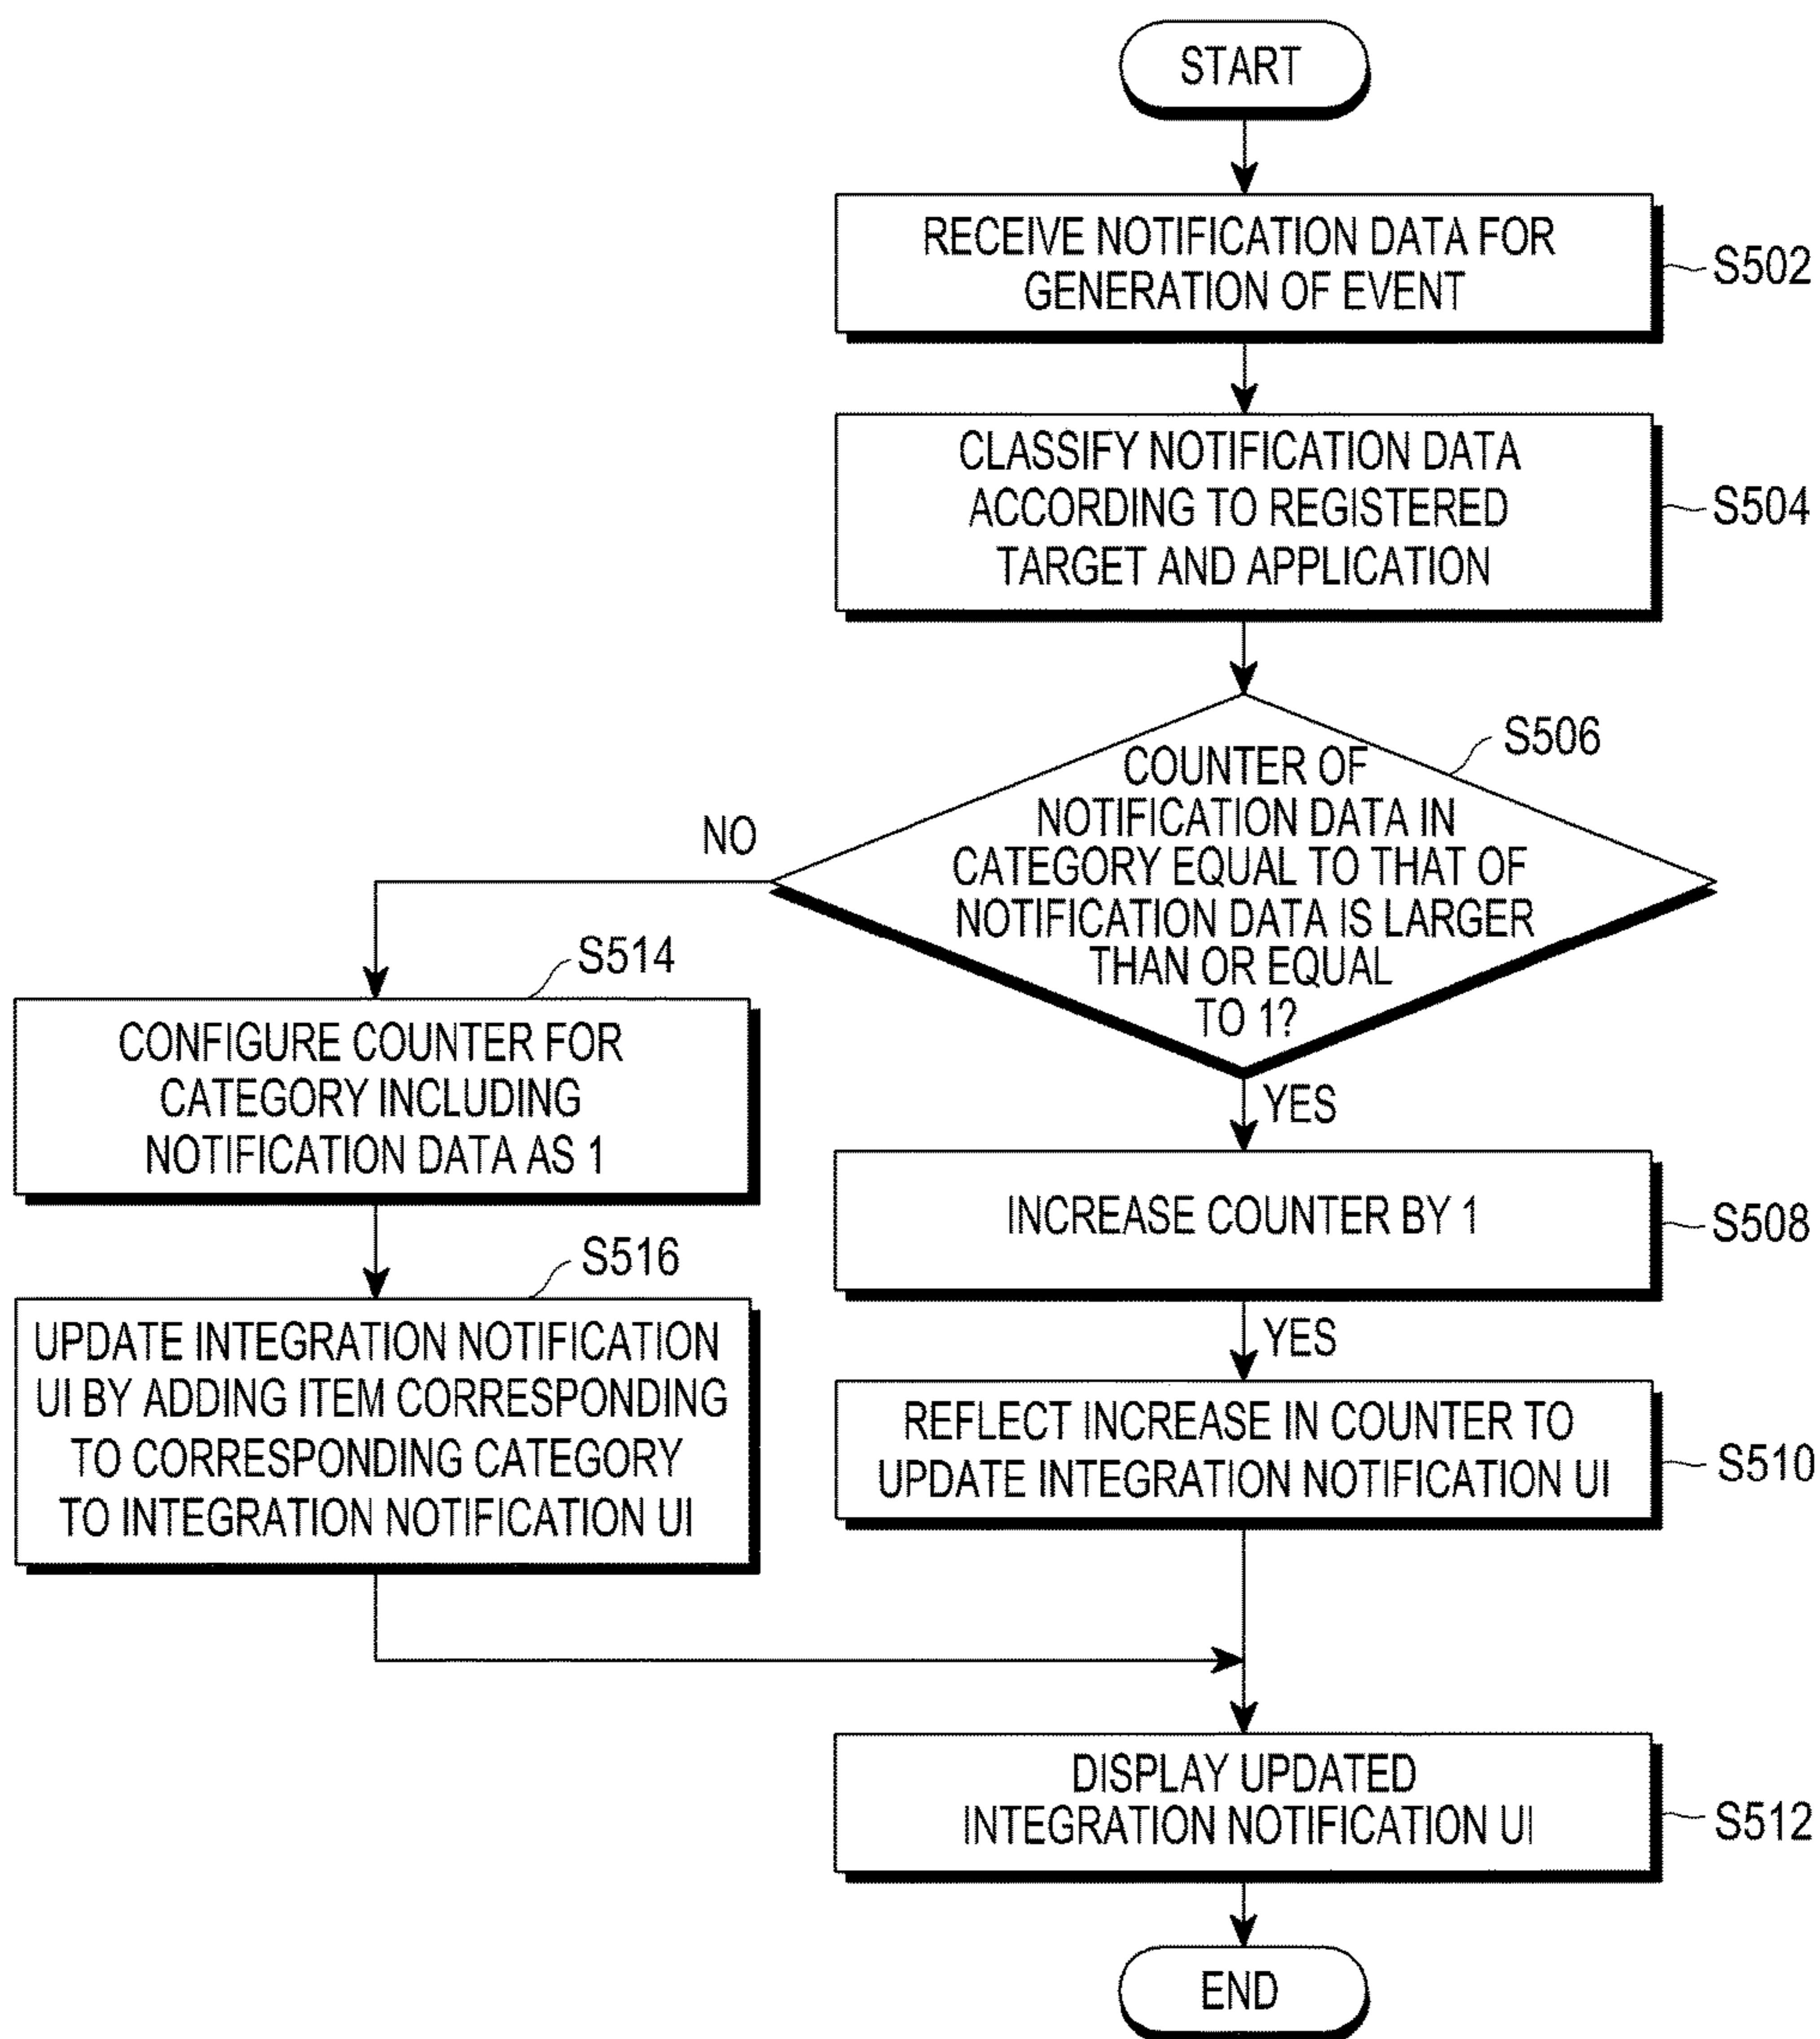 START
RECEIVE NOTIFICATION DATA FOR
GENERATION OF EVENT
S502
CLASSIFY NOTIFICATION DATA
ACCORDING TO REGISTERED
TARGET AND APPLICATION
S504
S506
COUNTER OF
NOTIFICATION DATA IN
CATEGORY EQUAL TO THAT OF
NOTIFICATION DATA IS LARGER
THAN OR EQUAL
TO 1?
NO
S514
CONFIGURE COUNTER FOR
CATEGORY INCLUDING
NOTIFICATION DATA AS 1
YES
INCREASE COUNTER BY 1
S508
S516
UPDATE INTEGRATION NOTIFICATION
UI BY ADDING ITEM CORRESPONDING
TO CORRESPONDING CATEGORY
TO INTEGRATION NOTIFICATION UI
YES
REFLECT INCREASE IN COUNTER TO
UPDATE INTEGRATION NOTIFICATION UI
S510
DISPLAY UPDATED
INTEGRATION NOTIFICATION UI
S512
END